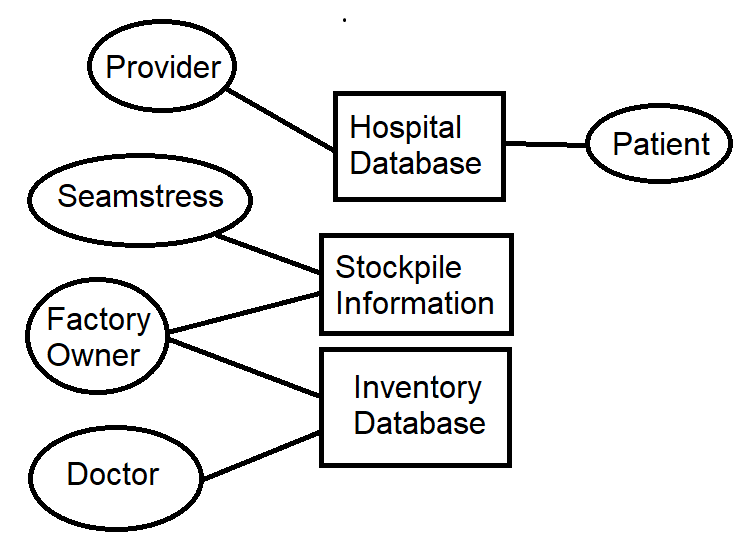 Provider
Hospital
Database
Patient
Seamstress
Stockpile
Information
Factory
Owner
Inventory
Database
Doctor